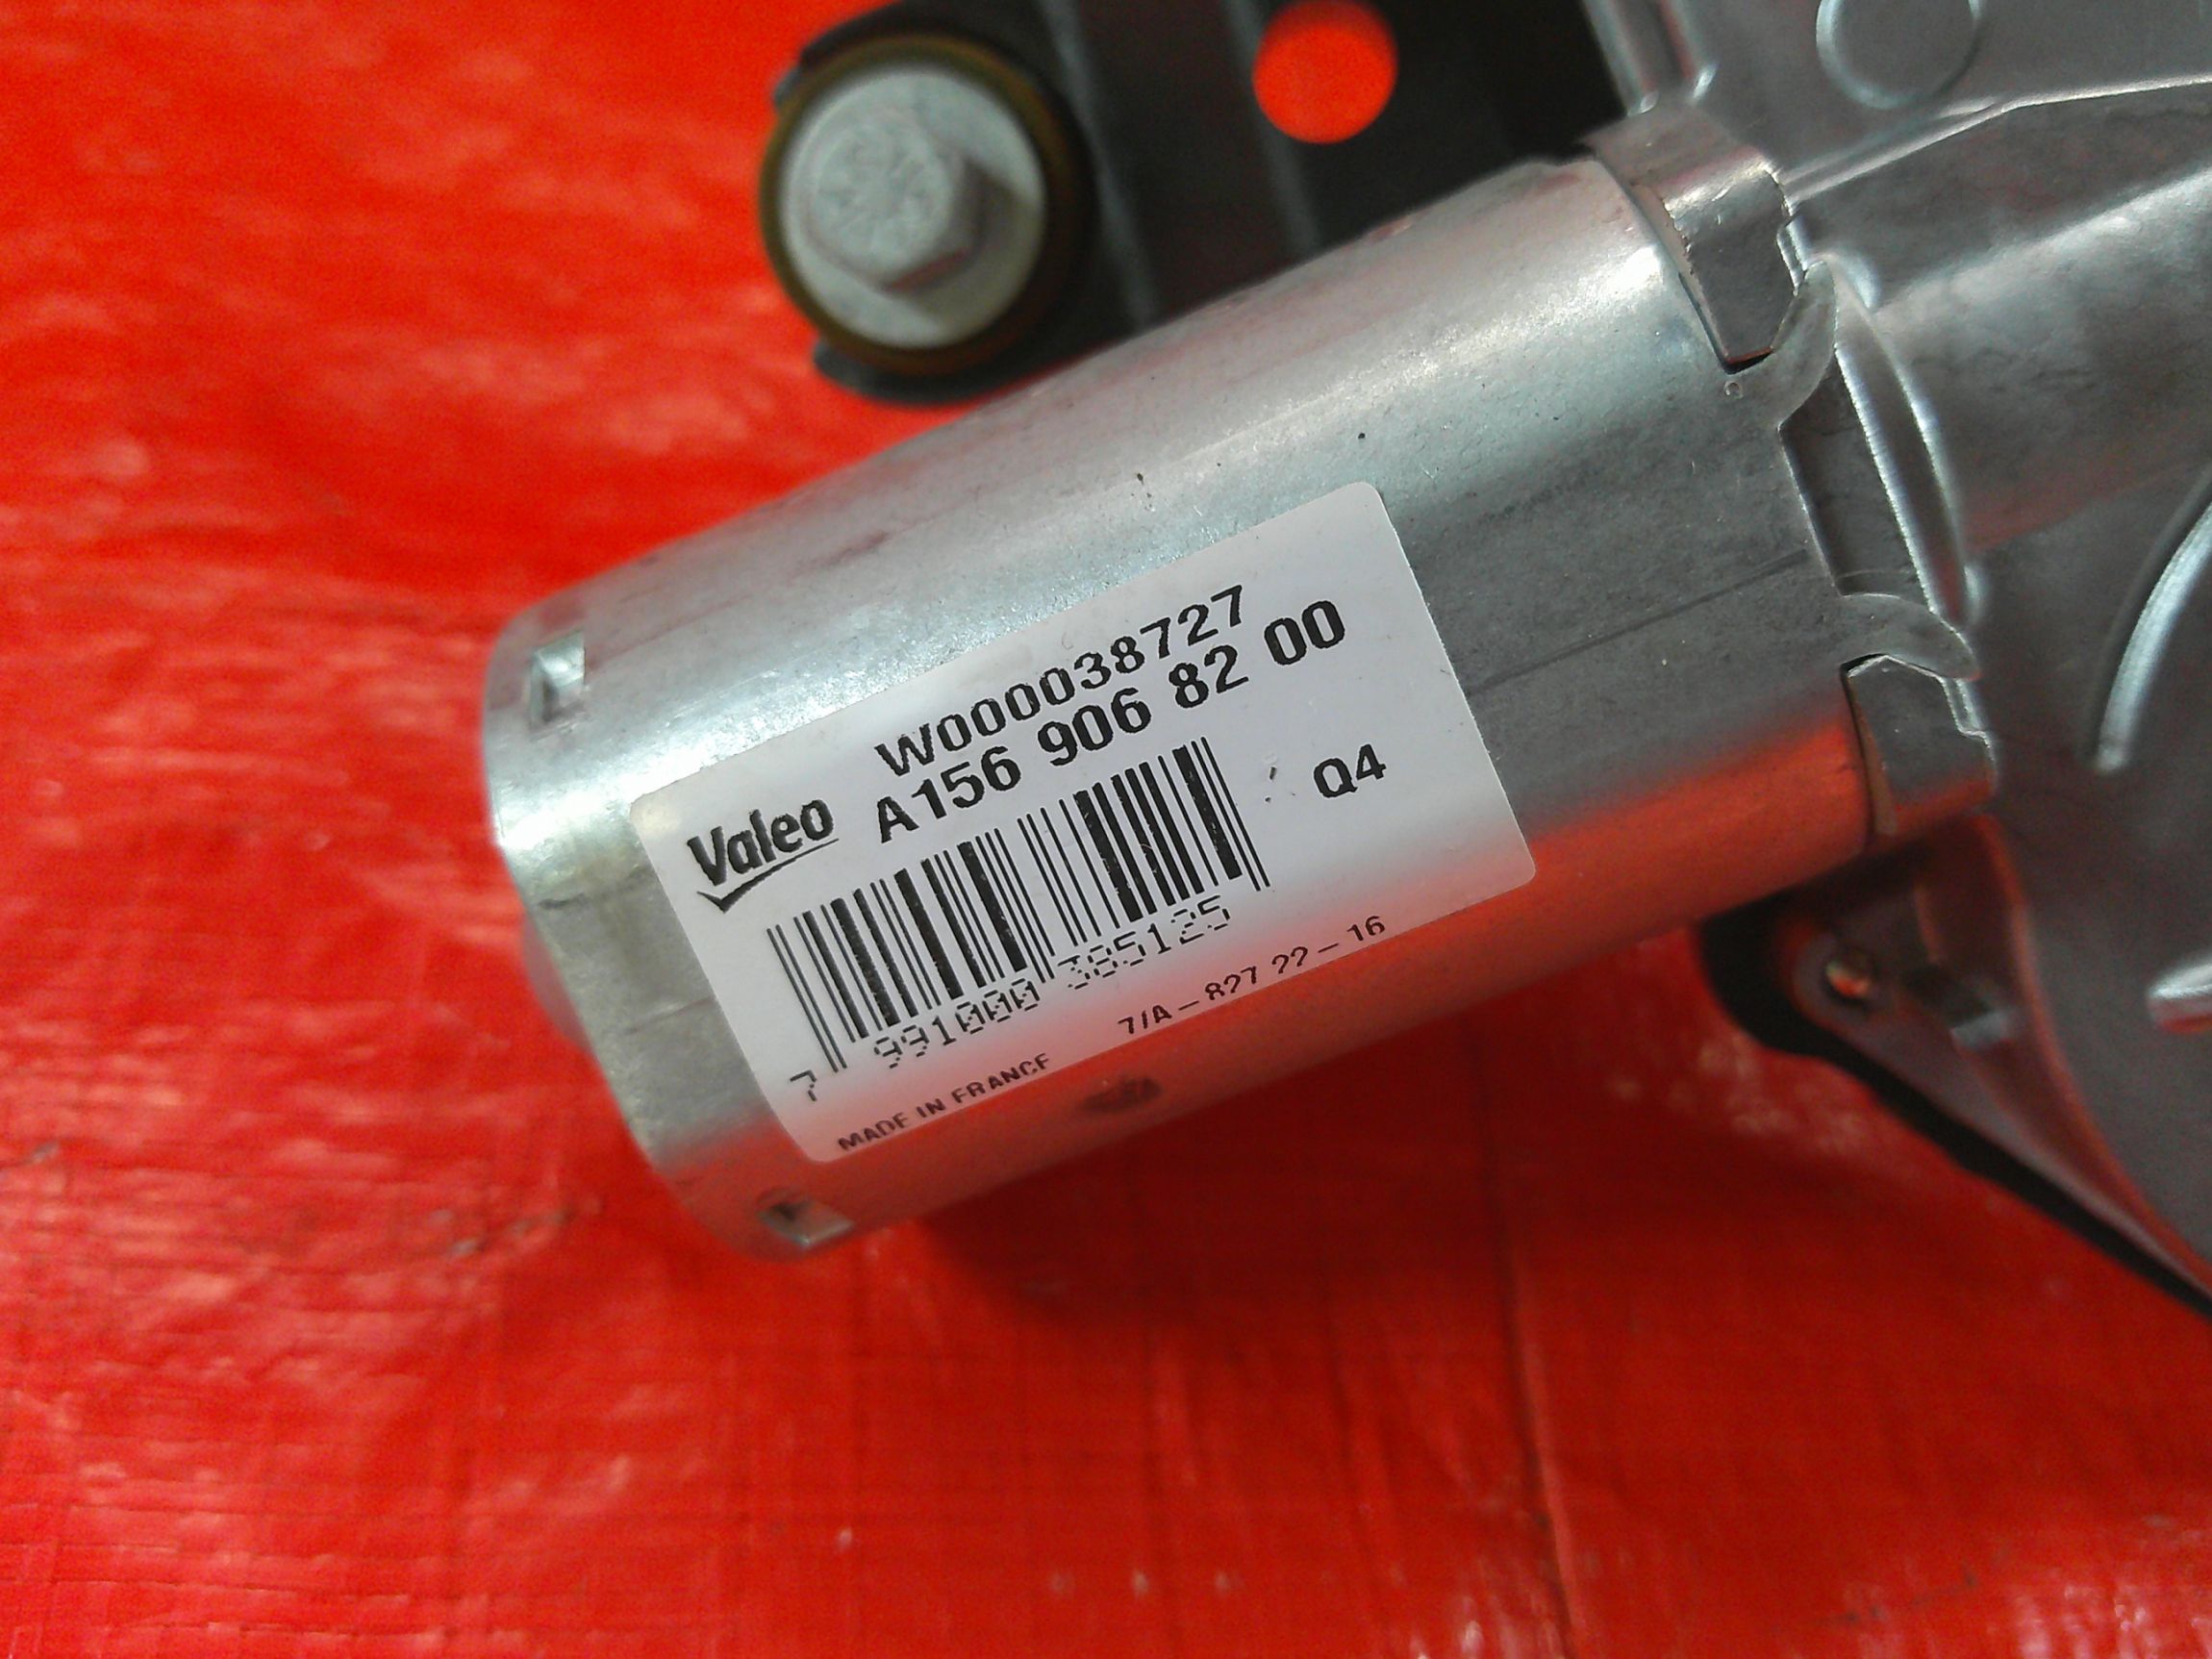 W000038727
A156 906 82 00
Valeo
Q4
7 991000 385125
7/A-827 22-16
MADE IN FRANCE